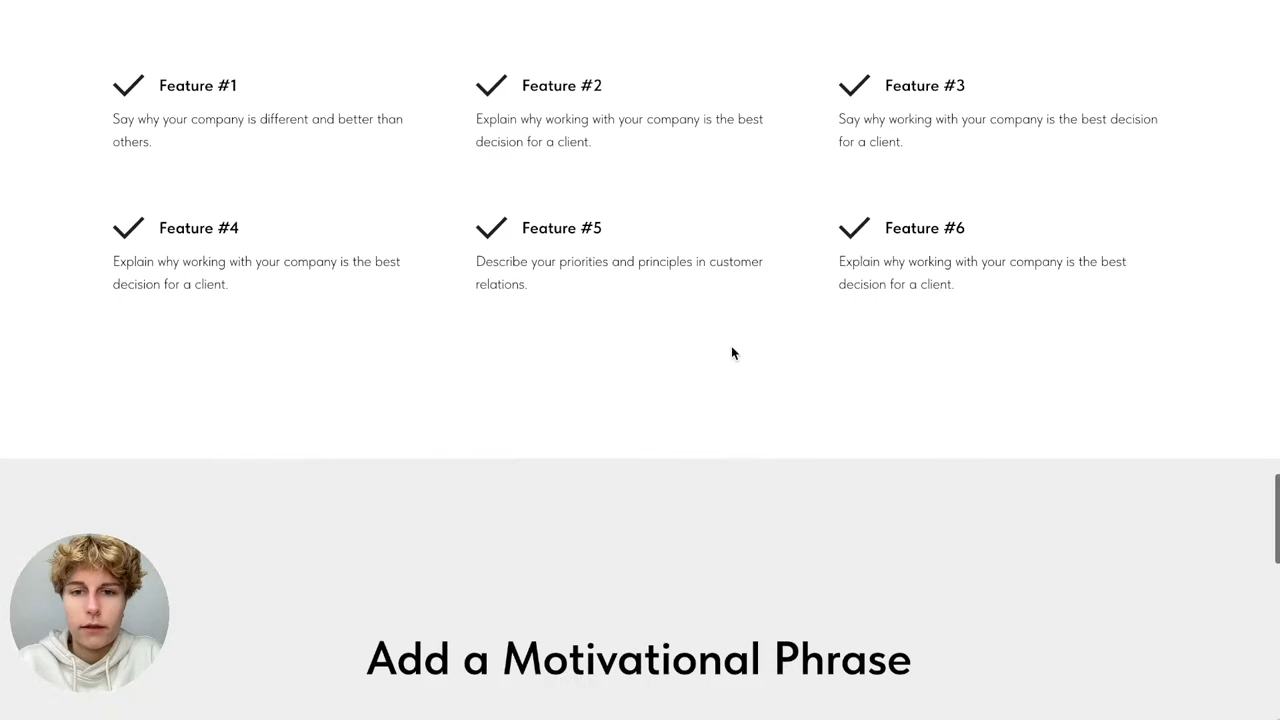 Feature #1
Say why your company is different and better than
others.
Feature #2
Explain why working with your company is the best
decision for a client.
Feature #3
Say why working with your company is the best decision
for a client.
Feature #4
Explain why working with your company is the best
decision for a client.
Feature #5
Describe your priorities and principles in customer
relations.
Feature #6
Explain why working with your company is the best
decision for a client.
Add a Motivational Phrase